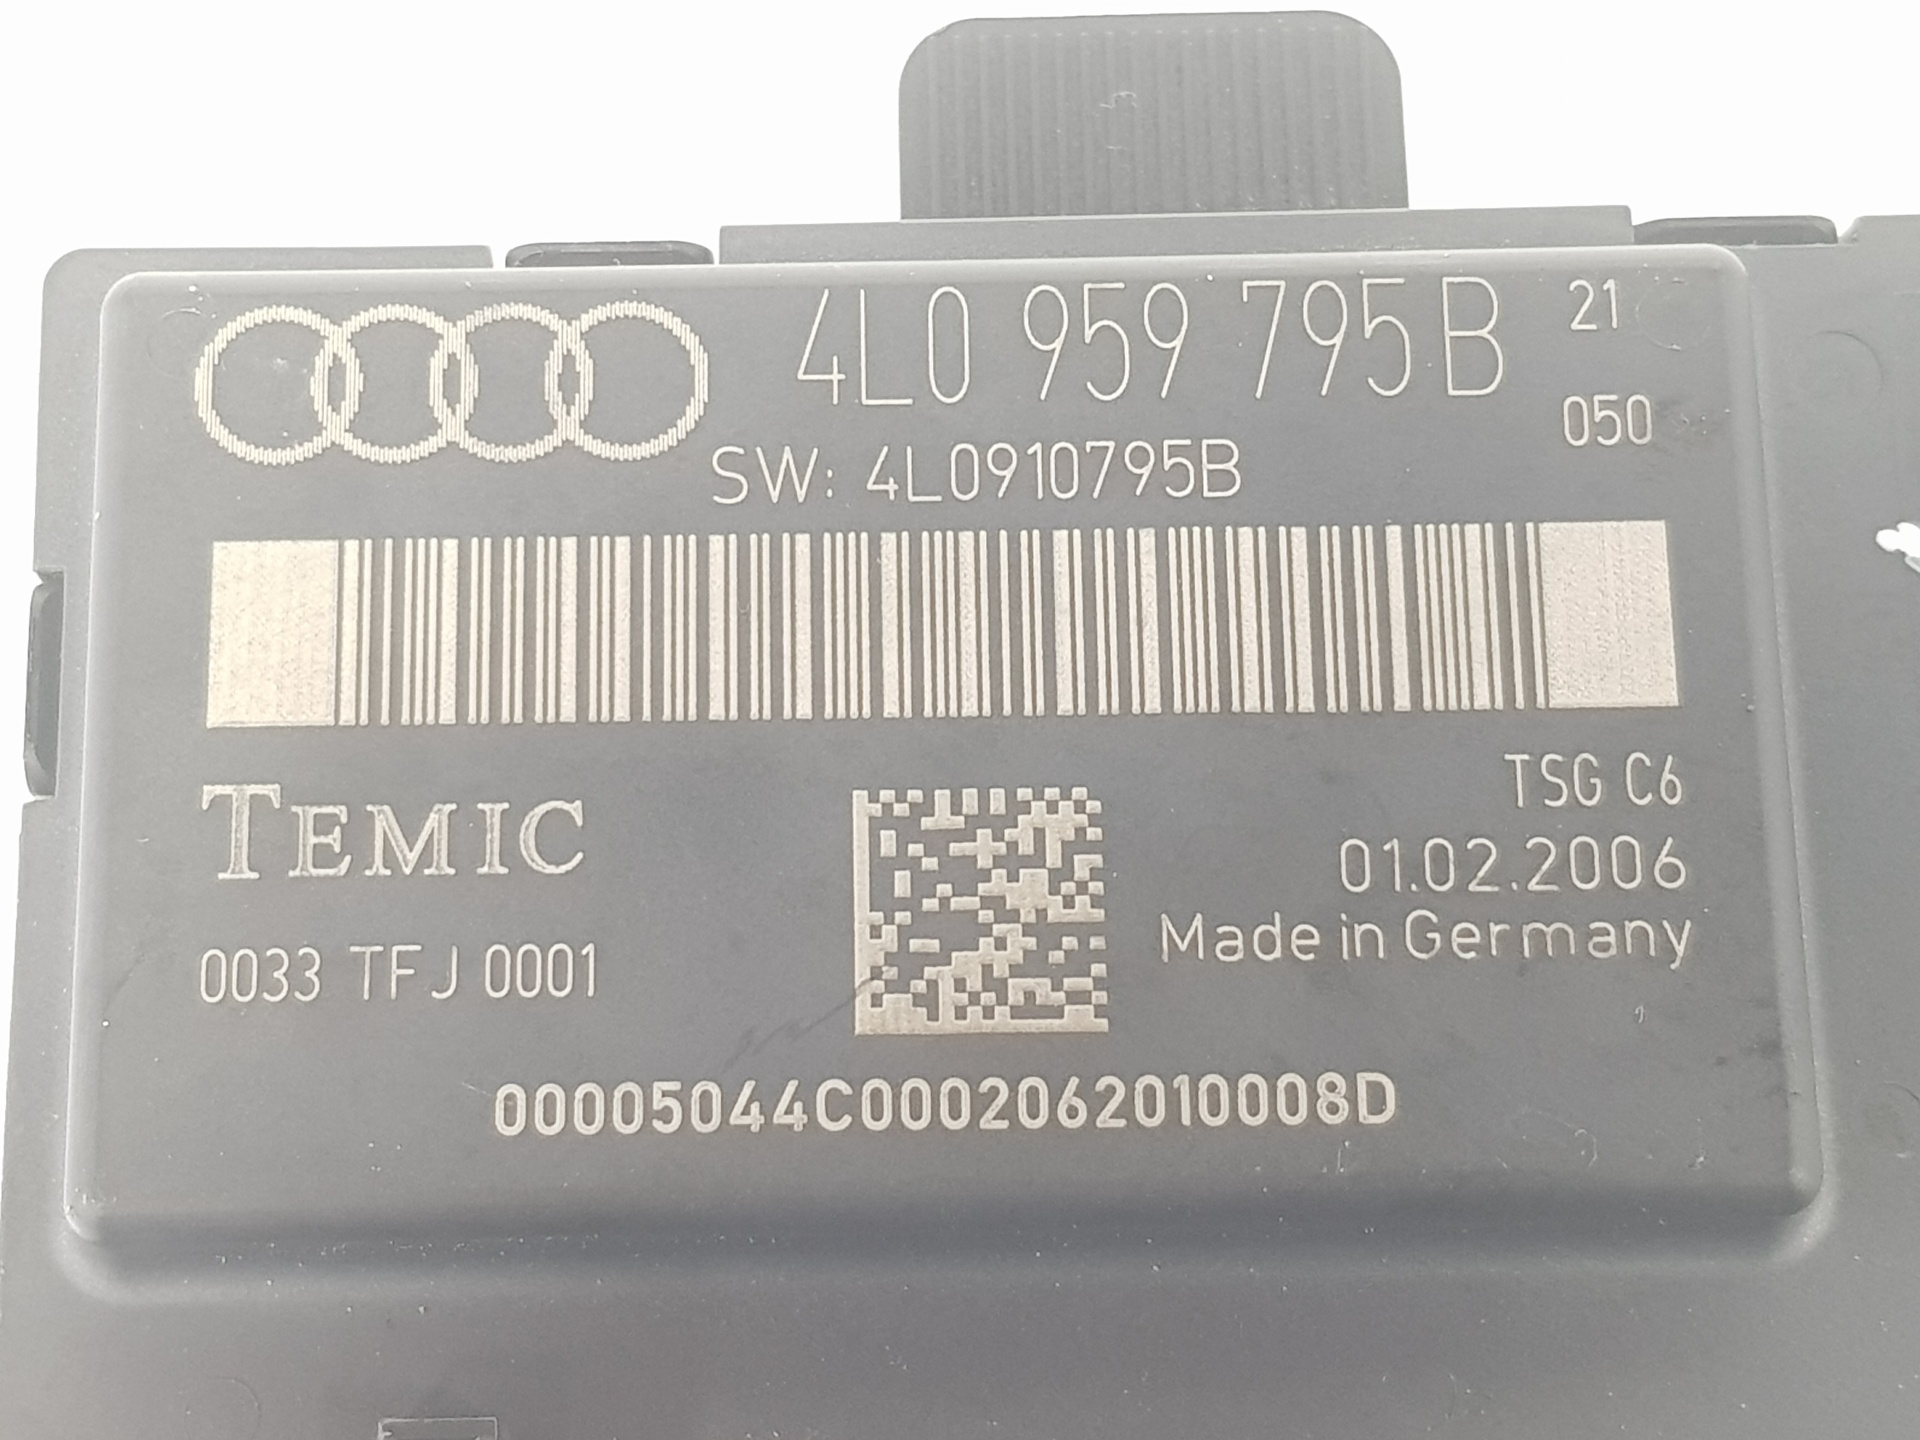 4L0 959 795 B 21
050
SW: 4L0910795B
TEMIC
TSG C6
01.02.2006
Made in Germany
0033 TFJ 0001
00005044C0002062010008D